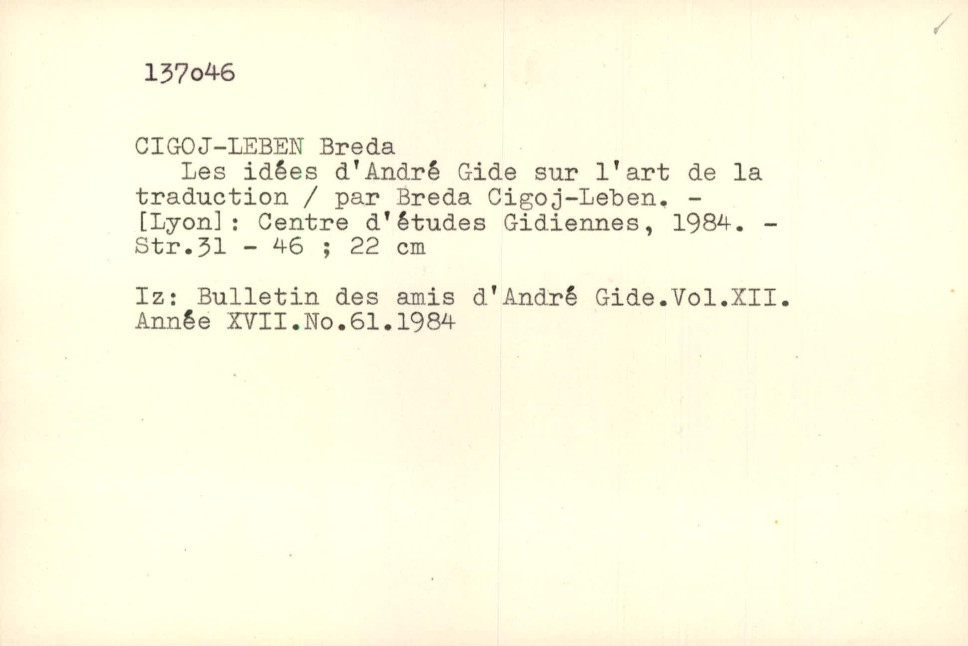 137o46
CIGOJ-LEBEN Breda
Les idées d'André Gide sur l'art de la
traduction / par Breda Cigoj-Leben. -
[Lyon]: Centre d'études Gidiennes, 1984. -
Str.31 - 46 ; 22 cm
Iz: Bulletin des amis d'André Gide.Vol.XII.
Année XVII.No.61.1984